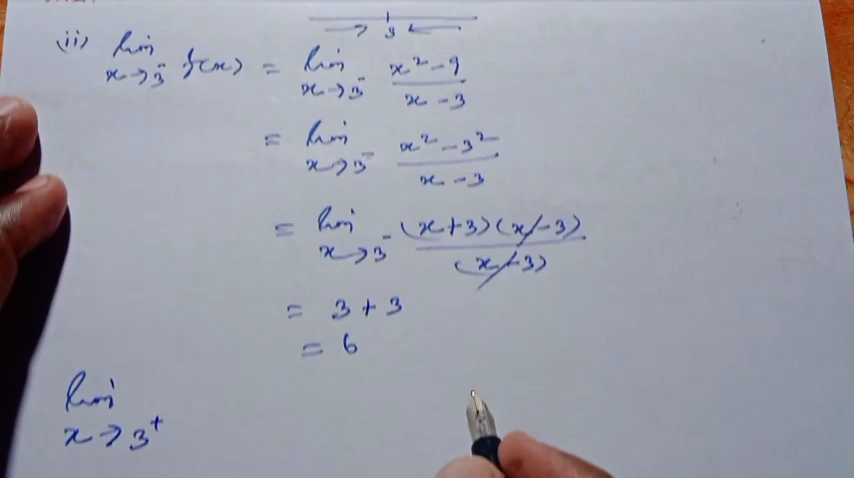 3
(ii) lim x→3⁻ f(x) = lim x→3⁻ x² - 9 / x - 3
= lim x→3⁻ x² - 3² / x - 3
= lim x→3⁻ (x+3)(x-3) / (x-3)
= 3 + 3
= 6
lim x→3⁺